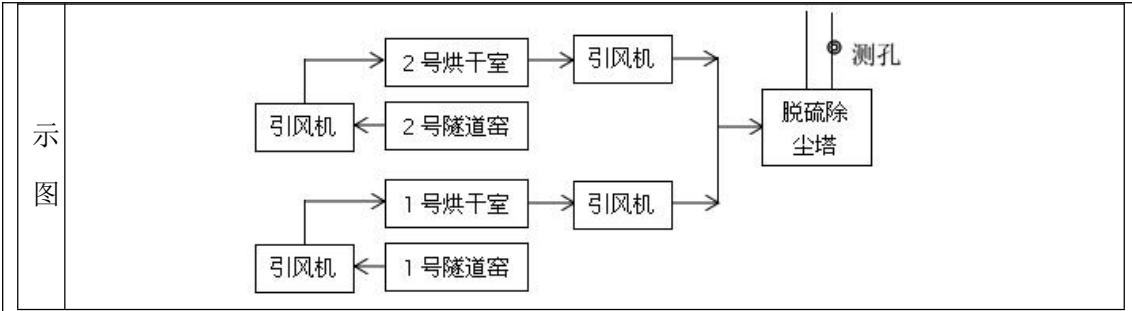 示
图
2号烘干室
引风机
测孔
引风机
2号隧道窑
脱硫除
尘塔
1号烘干室
引风机
引风机
1号隧道窑